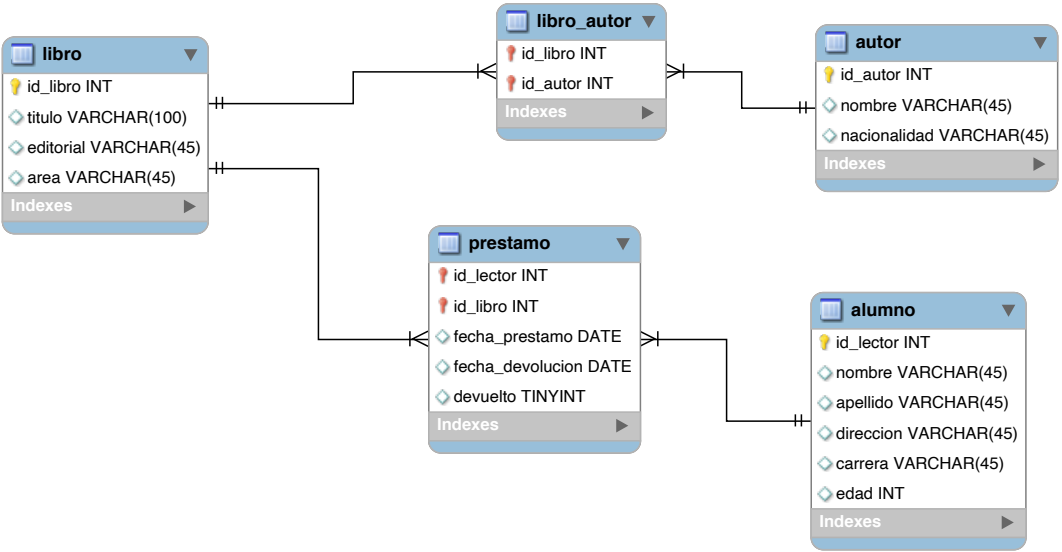 libro
id_libro INT
titulo VARCHAR(100)
editorial VARCHAR(45)
area VARCHAR(45)
Indexes
libro_autor
id_libro INT
id_autor INT
Indexes
autor
id_autor INT
nombre VARCHAR(45)
nacionalidad VARCHAR(45)
Indexes
prestamo
id_lector INT
id_libro INT
fecha_prestamo DATE
fecha_devolucion DATE
devuelto TINYINT
Indexes
alumno
id_lector INT
nombre VARCHAR(45)
apellido VARCHAR(45)
direccion VARCHAR(45)
carrera VARCHAR(45)
edad INT
Indexes